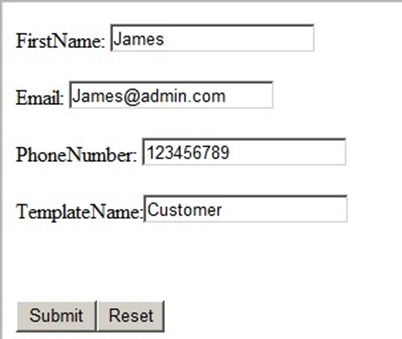 FirstName: James
Email: James@admin.com
PhoneNumber: 123456789
TemplateName: Customer
Submit Reset